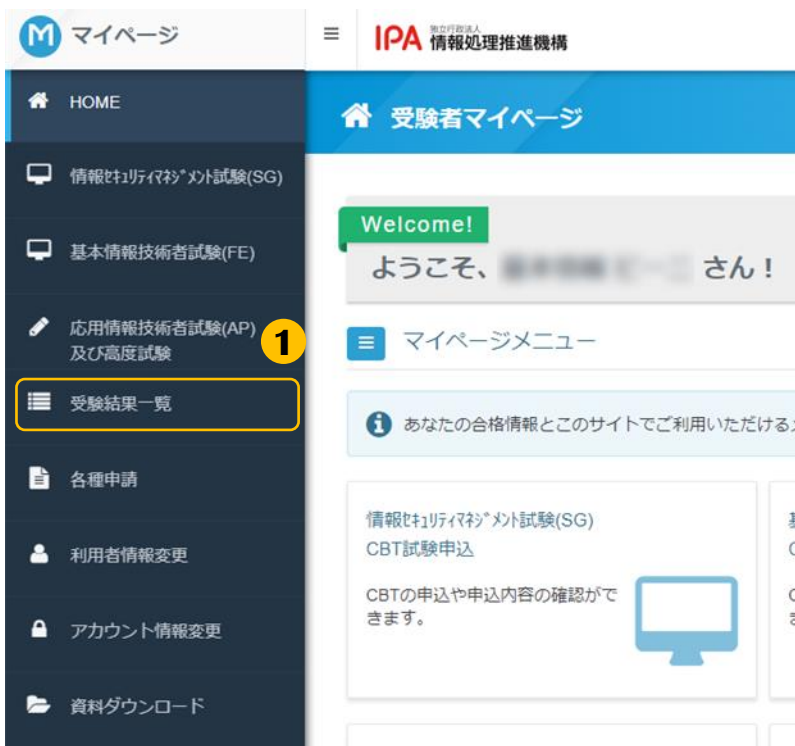 M マイページ
≡ IPA 独立行政法人
情報処理推進機構
HOME
受験者マイページ
情報ｾｷｭﾘﾃｨﾏﾈｼﾞﾒﾝﾄ試験(SG)
Welcome!
ようこそ、
さん！
基本情報技術者試験(FE)
応用情報技術者試験(AP)
及び高度試験
1
マイページメニュー
受験結果一覧
あなたの合格情報とこのサイトでご利用いただける
各種申請
情報ｾｷｭﾘﾃｨﾏﾈｼﾞﾒﾝﾄ試験(SG)
CBT試験申込
利用者情報変更
CBTの申込や申込内容の確認がで
きます。
アカウント情報変更
資料ダウンロード